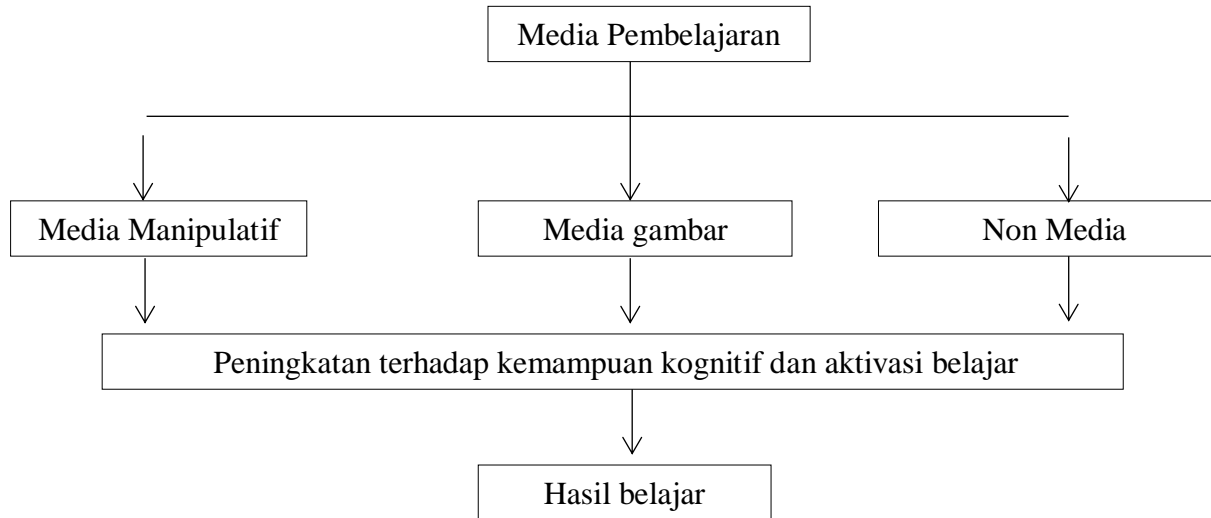 Media Pembelajaran
Media Manipulatif
Media gambar
Non Media
Peningkatan terhadap kemampuan kognitif dan aktivasi belajar
Hasil belajar